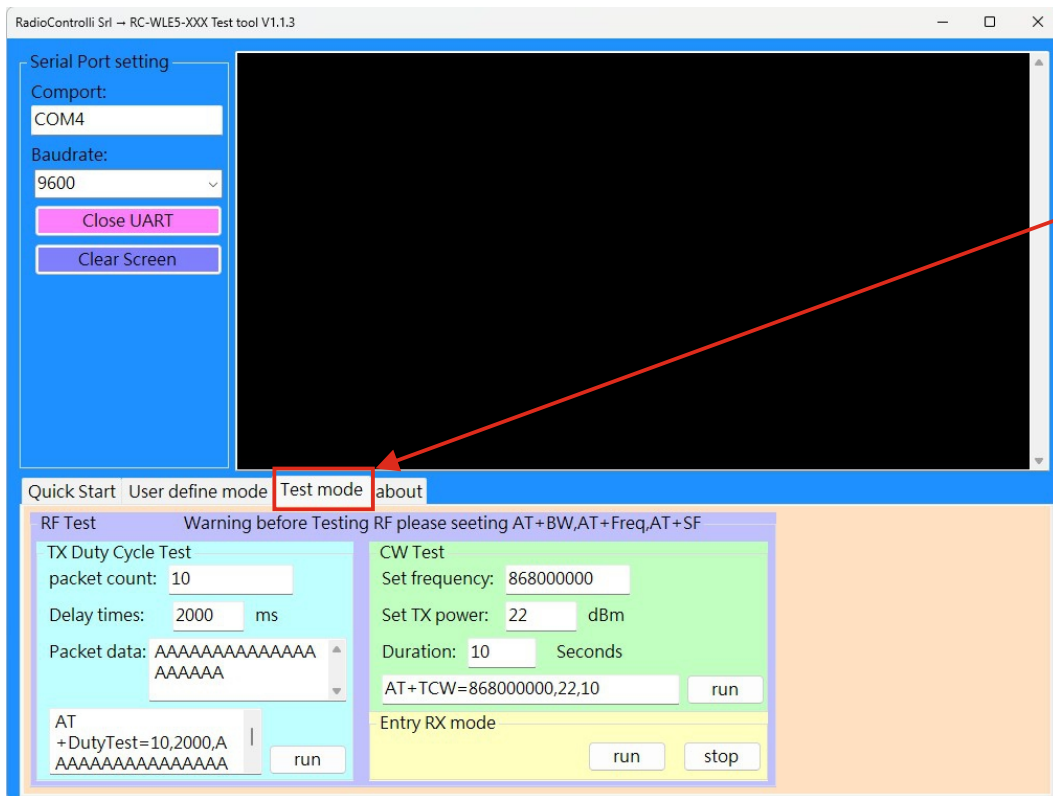 RadioControlli Srl → RC-WLE5-XXX Test tool V1.1.3
Serial Port setting
Comport:
COM4
Baudrate:
9600
Close UART
Clear Screen
Quick Start User define mode Test mode about
RF Test Warning before Testing RF please seeting AT+BW,AT+Freq,AT+SF
TX Duty Cycle Test
packet count: 10
Delay times: 2000 ms
Packet data: AAAAAAAAAAAAAA
AAAAAA
AT
+DutyTest=10,2000,A
AAAAAAAAAAAAAAA
run
CW Test
Set frequency: 868000000
Set TX power: 22 dBm
Duration: 10 Seconds
AT+TCW=868000000,22,10 run
Entry RX mode
run stop